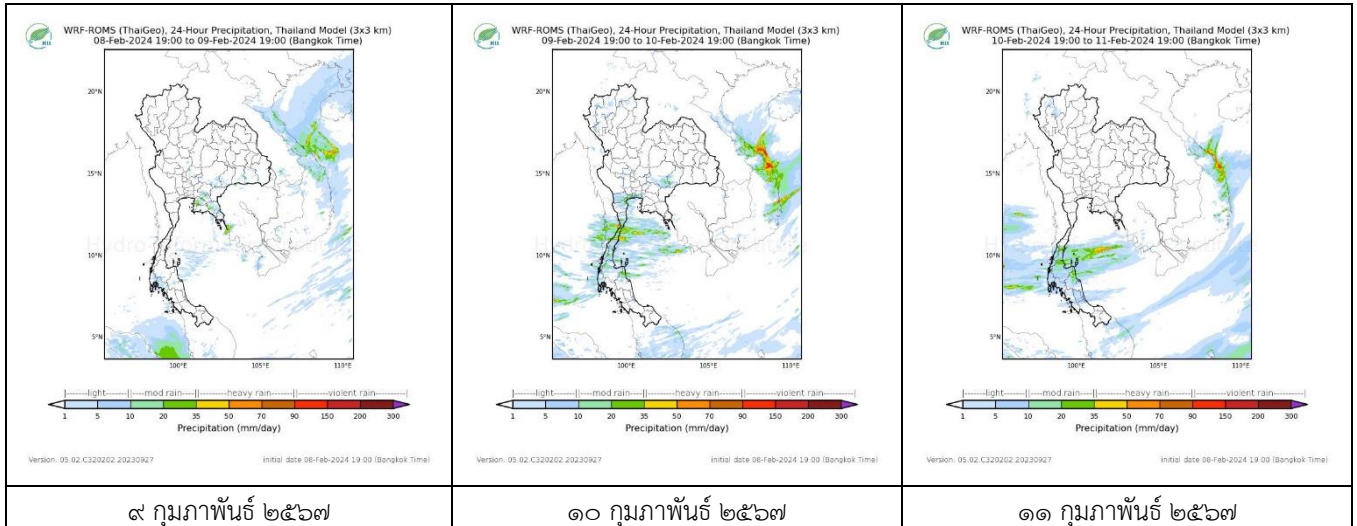 HII
WRF-ROMS (ThaiGeo), 24-Hour Precipitation, Thailand Model (3x3 km)
08-Feb-2024 19:00 to 09-Feb-2024 19:00 (Bangkok Time)
20°N
15°N
10°N
5°N
100°E 105°E 110°E
light mod rain heavy rain violent rain
1 5 10 20 35 50 70 90 150 200 300
Precipitation (mm/day)
Version: 05.02.C320202.20230927 initial date 08-Feb-2024 19:00 (Bangkok Time)
๙ กุมภาพันธ์ ๒๕๖๗
HII
WRF-ROMS (ThaiGeo), 24-Hour Precipitation, Thailand Model (3x3 km)
09-Feb-2024 19:00 to 10-Feb-2024 19:00 (Bangkok Time)
20°N
15°N
10°N
5°N
100°E 105°E 110°E
light mod rain heavy rain violent rain
1 5 10 20 35 50 70 90 150 200 300
Precipitation (mm/day)
Version: 05.02.C320202.20230927 initial date 08-Feb-2024 19:00 (Bangkok Time)
๑๐ กุมภาพันธ์ ๒๕๖๗
HII
WRF-ROMS (ThaiGeo), 24-Hour Precipitation, Thailand Model (3x3 km)
10-Feb-2024 19:00 to 11-Feb-2024 19:00 (Bangkok Time)
20°N
15°N
10°N
5°N
100°E 105°E 110°E
light mod rain heavy rain violent rain
1 5 10 20 35 50 70 90 150 200 300
Precipitation (mm/day)
Version: 05.02.C320202.20230927 initial date 08-Feb-2024 19:00 (Bangkok Time)
๑๑ กุมภาพันธ์ ๒๕๖๗